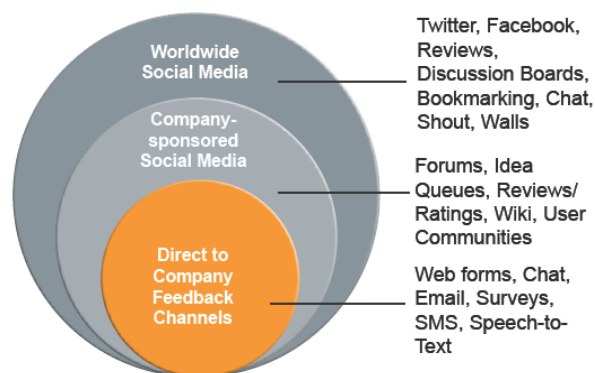 Worldwide
Social Media
Twitter, Facebook,
Reviews,
Discussion Boards,
Bookmarking, Chat,
Shout, Walls
Company-
sponsored
Social Media
Forums, Idea
Queues, Reviews/
Ratings, Wiki, User
Communities
Direct to
Company
Feedback
Channels
Web forms, Chat,
Email, Surveys,
SMS, Speech-to-
Text